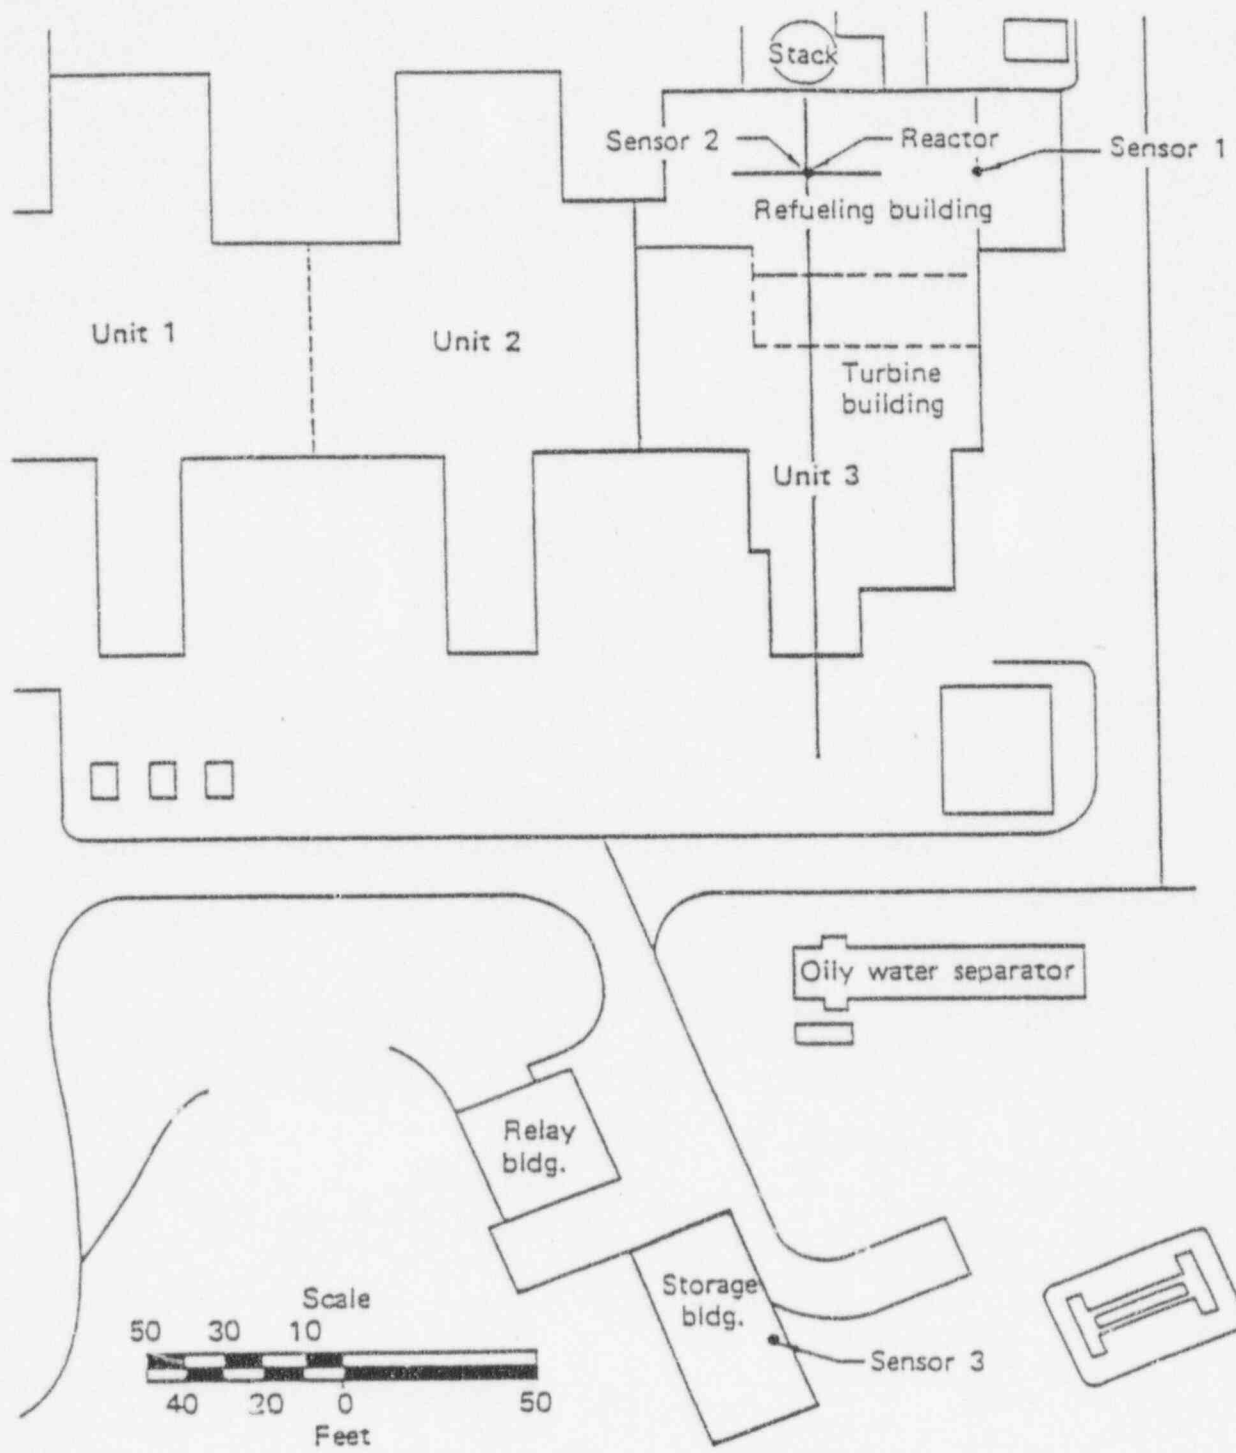 Stack
Sensor 2
Reactor
Sensor 1
Refueling building
Unit 1
Unit 2
Turbine
building
Unit 3
Oily water separator
Relay
bldg.
Storage
bldg.
Sensor 3
Scale
50 30 10
40 20 0 50
Feet